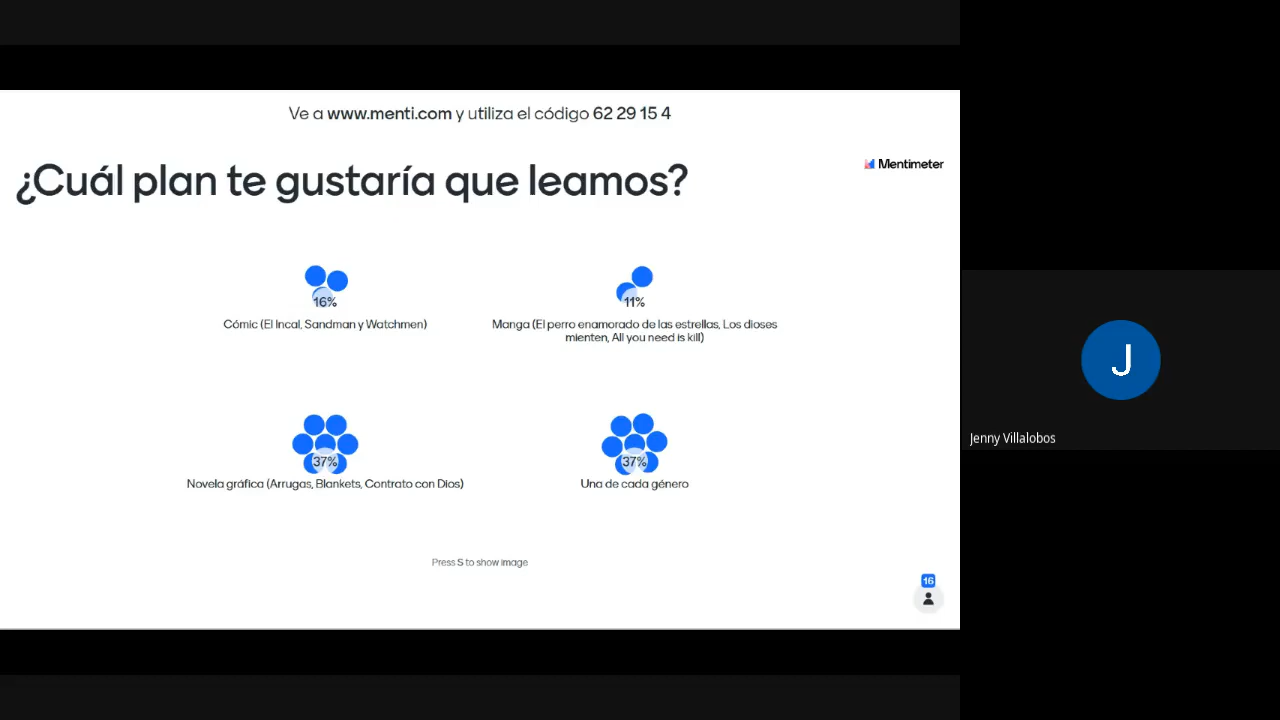 Ve a www.menti.com y utiliza el código 62 29 15 4
¿Cuál plan te gustaría que leamos?
Mentimeter
16%
Cómic (El Incal, Sandman y Watchmen)
11%
Manga (El perro enamorado de las estrellas, Los dioses
mienten, All you need is kill)
37%
Novela gráfica (Arrugas, Blankets, Contrato con Dios)
37%
Una de cada género
Press S to show image
16
J
Jenny Villalobos